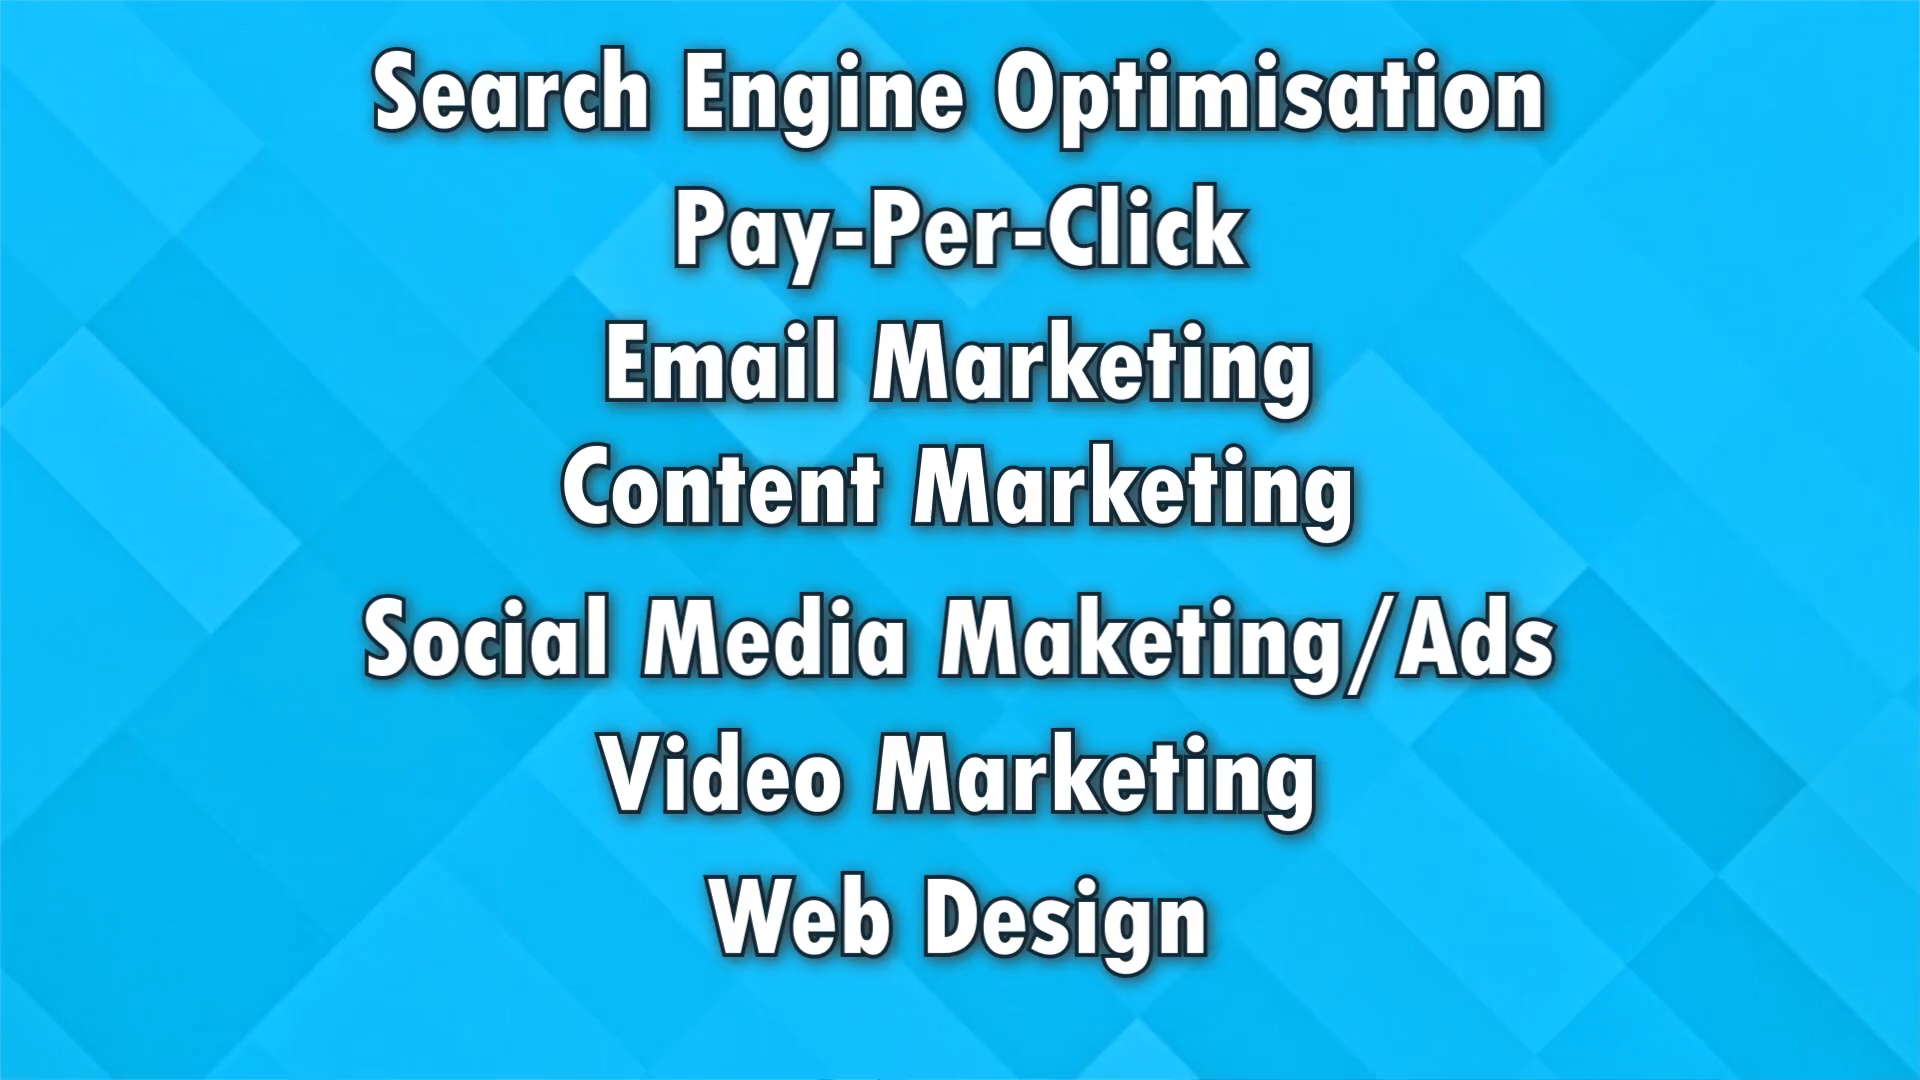 Search Engine Optimisation
Pay-Per-Click
Email Marketing
Content Marketing
Social Media Maketing/Ads
Video Marketing
Web Design